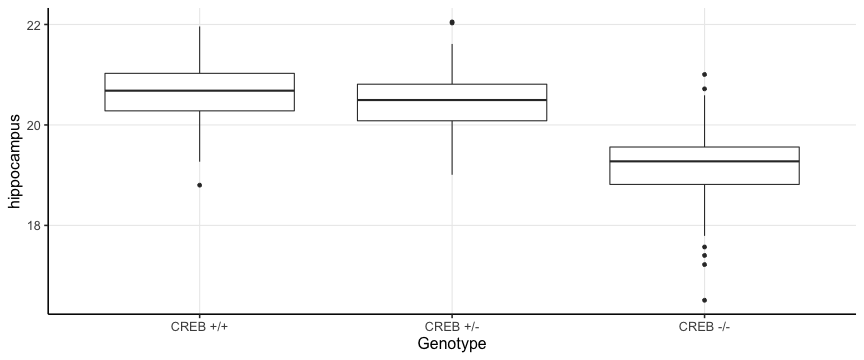 22
20
18
hippocampus
CREB +/+
CREB +/-
CREB -/-
Genotype